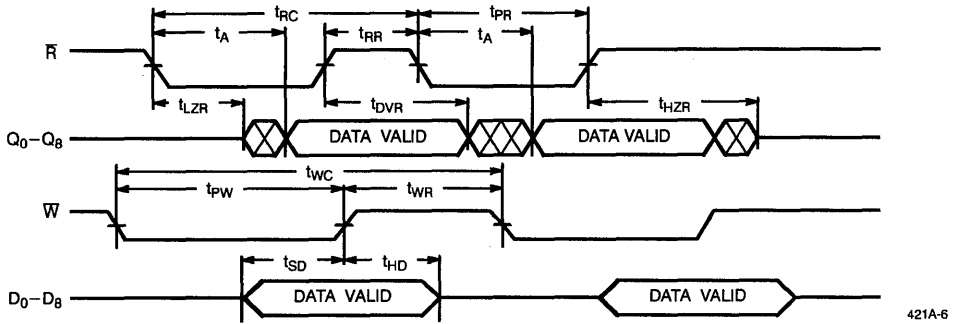 tRC tPR
tA tRR tA
R̅
tLZR tDVR tHZR
Q0–Q8 DATA VALID DATA VALID
tWC
tPW tWR
W̅
tSD tHD
D0–D8 DATA VALID DATA VALID
421A-6